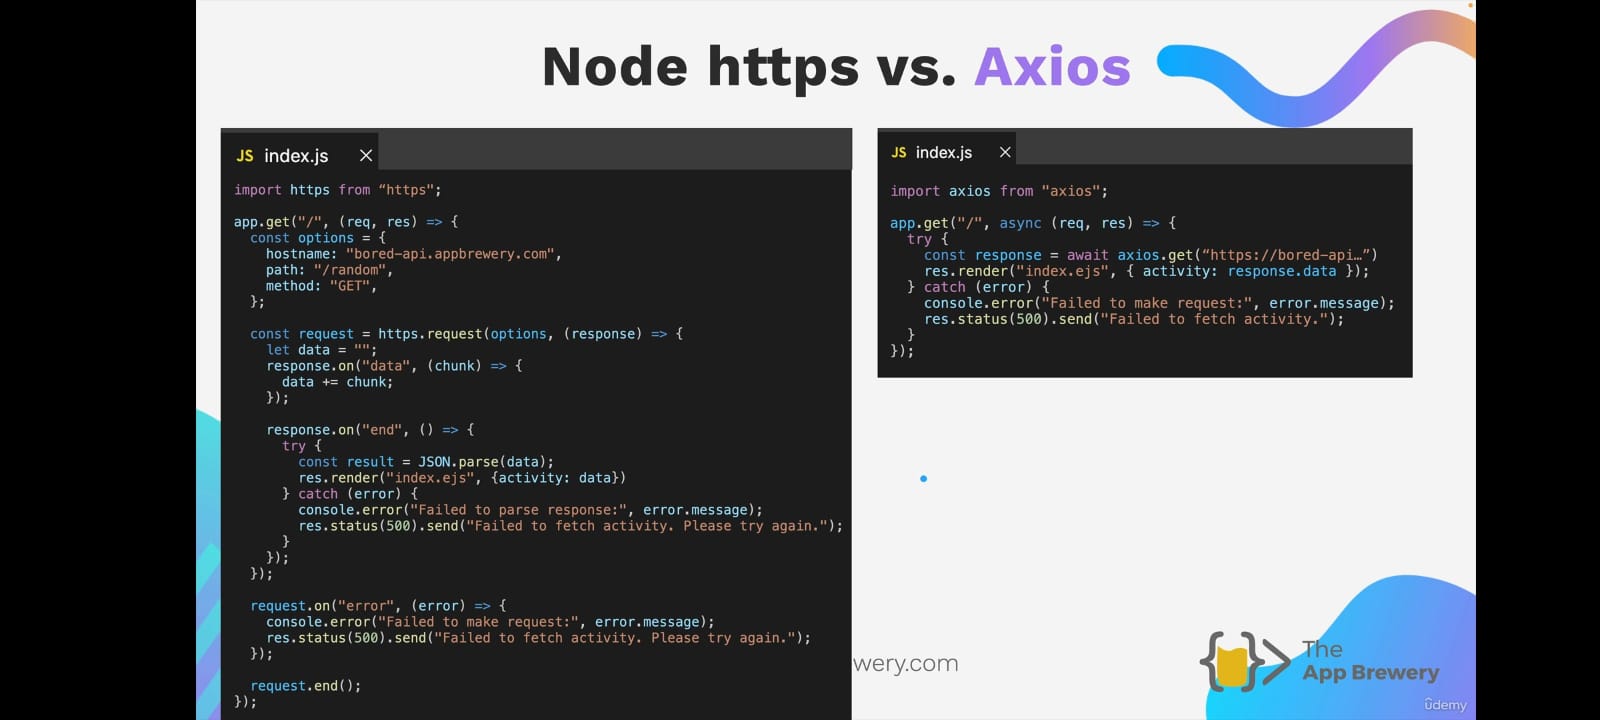 Node https vs. Axios
JS index.js ×
import https from “https";
app.get("/", (req, res) => {
const options = {
hostname: "bored-api.appbrewery.com",
path: "/random",
method: "GET",
};
const request = https.request(options, (response) => {
let data = "";
response.on("data", (chunk) => {
data += chunk;
});
response.on("end", () => {
try {
const result = JSON.parse(data);
res.render("index.ejs", {activity: data})
} catch (error) {
console.error("Failed to parse response:", error.message);
res.status(500).send("Failed to fetch activity. Please try again.");
}
});
});
request.on("error", (error) => {
console.error("Failed to make request:", error.message);
res.status(500).send("Failed to fetch activity. Please try again.");
});
request.end();
});
JS index.js ×
import axios from "axios";
app.get("/", async (req, res) => {
try {
const response = await axios.get(“https://bored-api…”)
res.render("index.ejs", { activity: response.data });
} catch (error) {
console.error("Failed to make request:", error.message);
res.status(500).send("Failed to fetch activity.");
}
});
wery.com
The
App Brewery
ûdemy